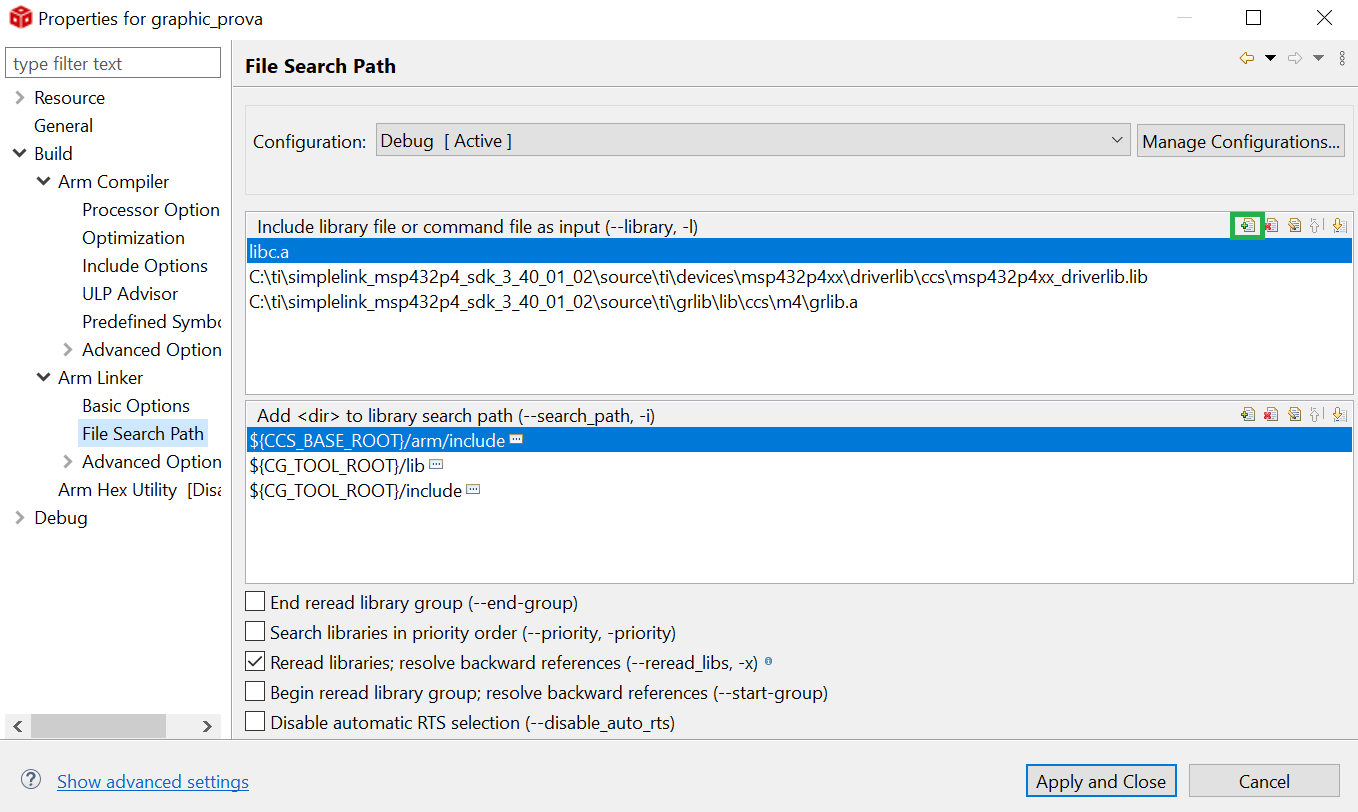 Properties for graphic_prova
type filter text
Resource
General
Build
Arm Compiler
Processor Option
Optimization
Include Options
ULP Advisor
Predefined Symbo
Advanced Option
Arm Linker
Basic Options
File Search Path
Advanced Option
Arm Hex Utility [Disa
Debug
File Search Path
Configuration: Debug [ Active ] Manage Configurations...
Include library file or command file as input (--library, -l)
libc.a
C:\ti\simplelink_msp432p4_sdk_3_40_01_02\source\ti\devices\msp432p4xx\driverlib\ccs\msp432p4xx_driverlib.lib
C:\ti\simplelink_msp432p4_sdk_3_40_01_02\source\ti\grlib\lib\ccs\m4\grlib.a
Add <dir> to library search path (--search_path, -i)
${CCS_BASE_ROOT}/arm/include
${CG_TOOL_ROOT}/lib
${CG_TOOL_ROOT}/include
End reread library group (--end-group)
Search libraries in priority order (--priority, -priority)
Reread libraries; resolve backward references (--reread_libs, -x)
Begin reread library group; resolve backward references (--start-group)
Disable automatic RTS selection (--disable_auto_rts)
Show advanced settings
Apply and Close
Cancel